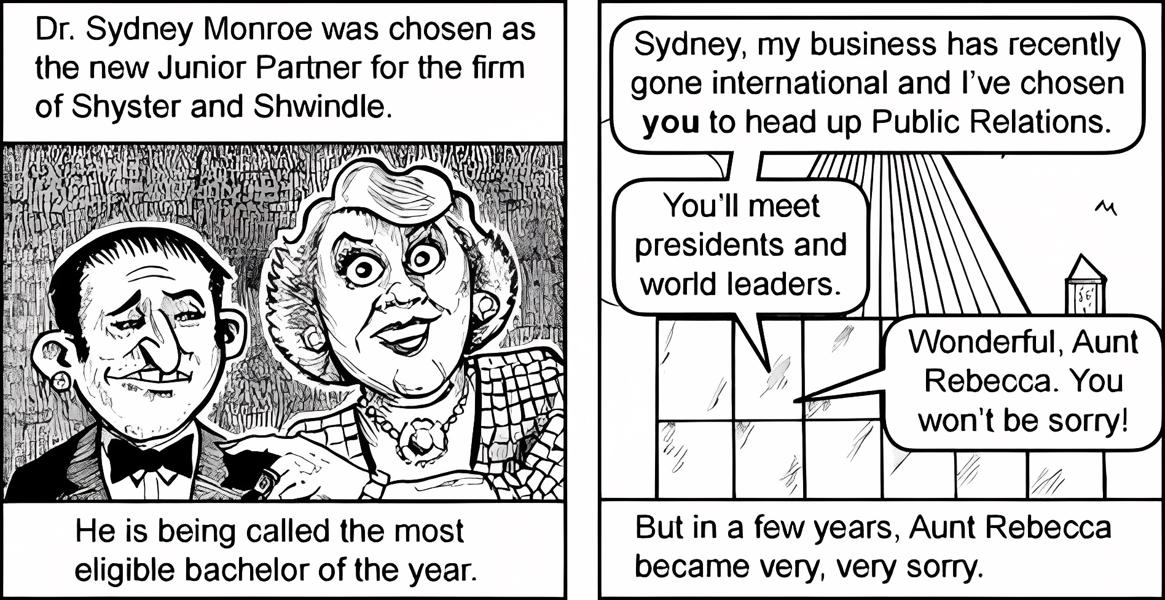 Dr. Sydney Monroe was chosen as
the new Junior Partner for the firm
of Shyster and Shwindle.
He is being called the most
eligible bachelor of the year.
Sydney, my business has recently
gone international and I've chosen
you to head up Public Relations.
You'll meet
presidents and
world leaders.
Wonderful, Aunt
Rebecca. You
won't be sorry!
But in a few years, Aunt Rebecca
became very, very sorry.